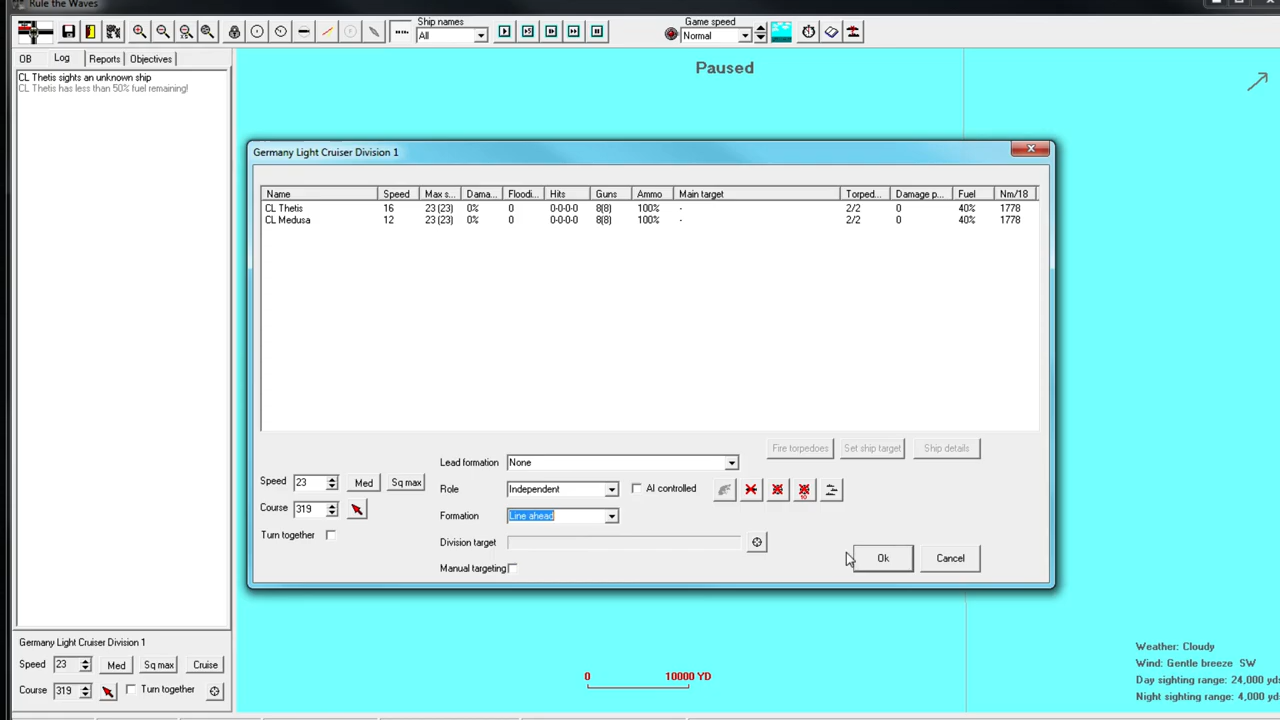 Rule the Waves
Ship names
All
Game speed
Normal
OB
Log
Reports
Objectives
CL Thetis sights an unknown ship
CL Thetis has less than 50% fuel remaining!
Paused
Germany Light Cruiser Division 1
Name Speed Max s... Dama... Floodi... Hits Guns Ammo Main target Torped... Damage p... Fuel Nm/18
CL Thetis 16 23 (23) 0% 0 0-0-0-0 8(8) 100% - 2/2 0 40% 1778
CL Medusa 12 23 (23) 0% 0 0-0-0-0 8(8) 100% - 2/2 0 40% 1778
Fire torpedoes
Set ship target
Ship details
Lead formation None
Speed 23 Med Sq max
Role Independent AI controlled
Course 319
Formation Line ahead
Turn together
Division target
Manual targeting
Ok
Cancel
0 10000 YD
Germany Light Cruiser Division 1
Speed 23 Med Sq max Cruise
Course 319 Turn together
Weather: Cloudy
Wind: Gentle breeze SW
Day sighting range: 24,000 yds
Night sighting range: 4,000 yds